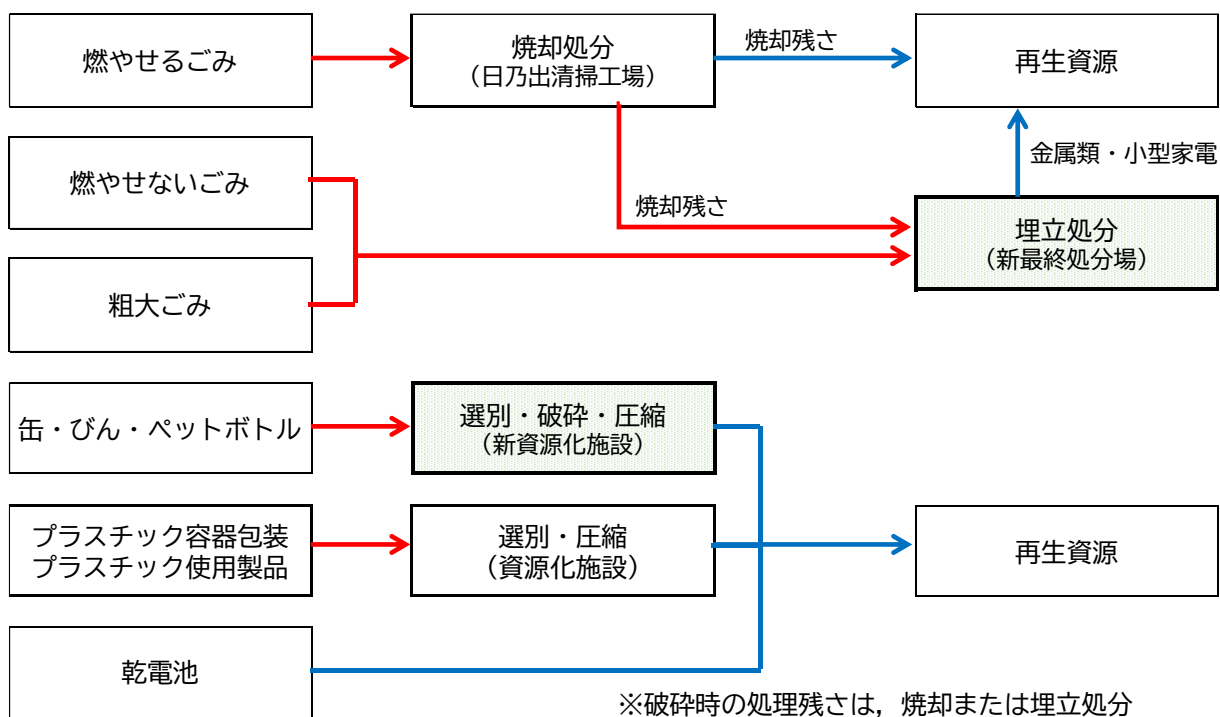 燃やせるごみ
焼却処分
（日乃出清掃工場）
焼却残さ
再生資源
燃やせないごみ
金属類・小型家電
焼却残さ
埋立処分
（新最終処分場）
粗大ごみ
缶・びん・ペットボトル
選別・破砕・圧縮
（新資源化施設）
プラスチック容器包装
プラスチック使用製品
選別・圧縮
（資源化施設）
再生資源
乾電池
※破砕時の処理残さは，焼却または埋立処分